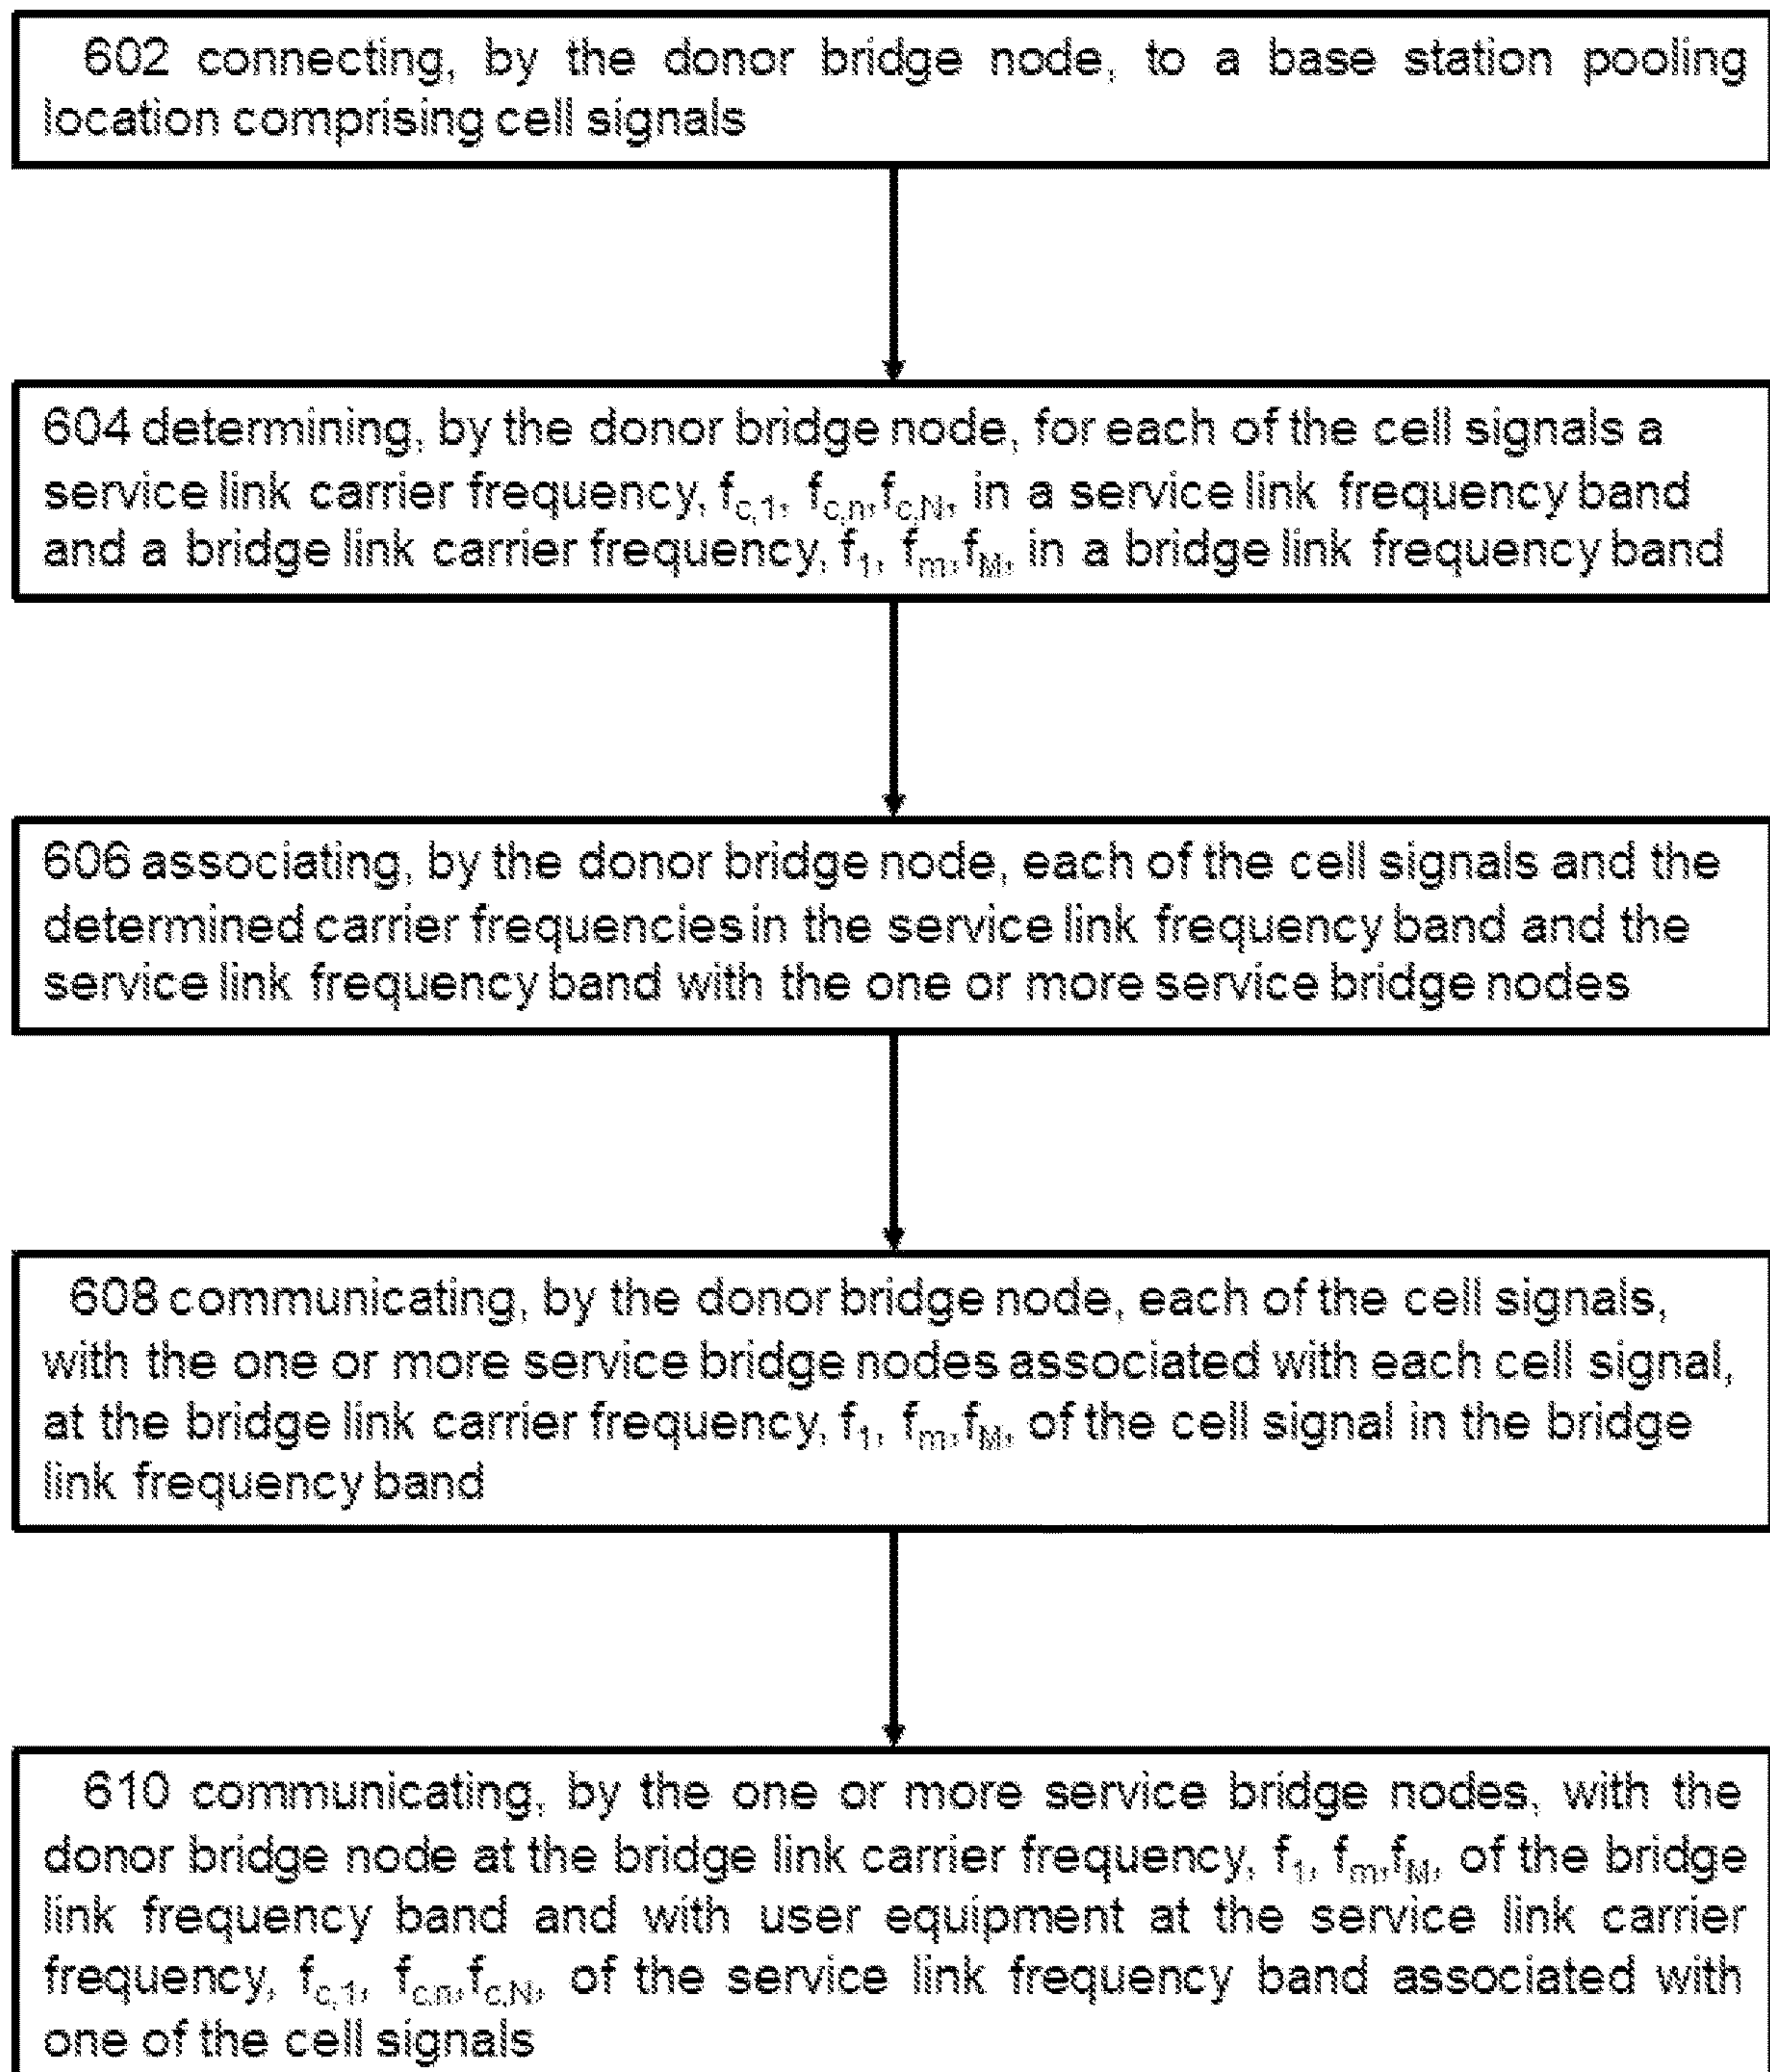 602 connecting, by the donor bridge node, to a base station pooling
location comprising cell signals
604 determining, by the donor bridge node, for each of the cell signals a
service link carrier frequency, fc,1, fc,n,fc,N, in a service link frequency band
and a bridge link carrier frequency, f1, fm,fM, in a bridge link frequency band
606 associating, by the donor bridge node, each of the cell signals and the
determined carrier frequencies in the service link frequency band and the
service link frequency band with the one or more service bridge nodes
608 communicating, by the donor bridge node, each of the cell signals,
with the one or more service bridge nodes associated with each cell signal,
at the bridge link carrier frequency, f1, fm,fM, of the cell signal in the bridge
link frequency band
610 communicating, by the one or more service bridge nodes, with the
donor bridge node at the bridge link carrier frequency, f1, fm,fM, of the bridge
link frequency band and with user equipment at the service link carrier
frequency, fc,1, fc,n,fc,N, of the service link frequency band associated with
one of the cell signals